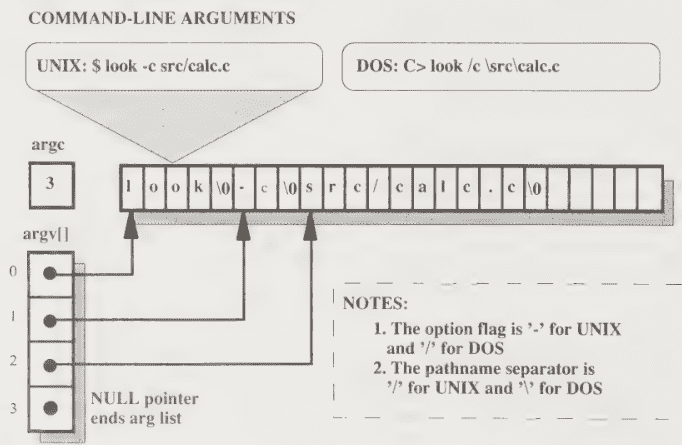 COMMAND-LINE ARGUMENTS
UNIX: $ look -c src/calc.c
DOS: C> look /c \src\calc.c
argc
3
l o o k \0 - c \0 s r c / c a l c . c \0
argv[]
0
1
2
3
NULL pointer
ends arg list
NOTES:
1. The option flag is '-' for UNIX
and '/' for DOS
2. The pathname separator is
'/' for UNIX and '\' for DOS